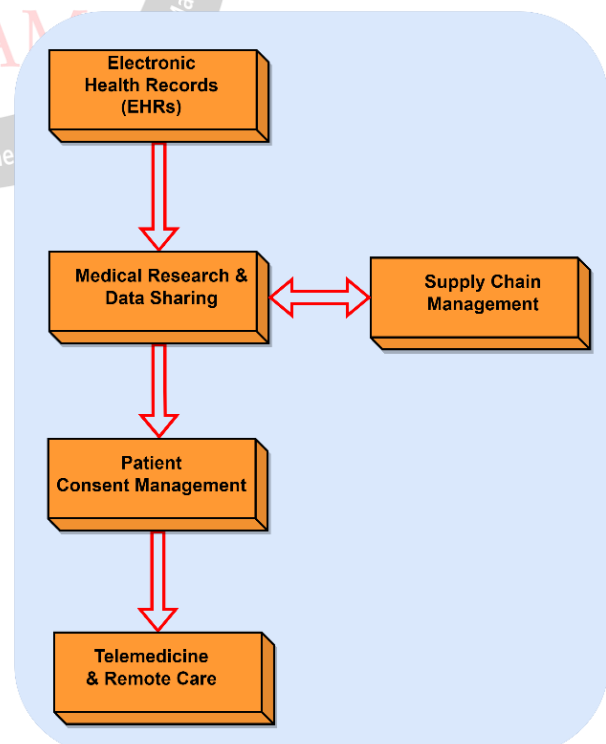 Electronic
Health Records
(EHRs)
Medical Research &
Data Sharing
Supply Chain
Management
Patient
Consent Management
Telemedicine
& Remote Care